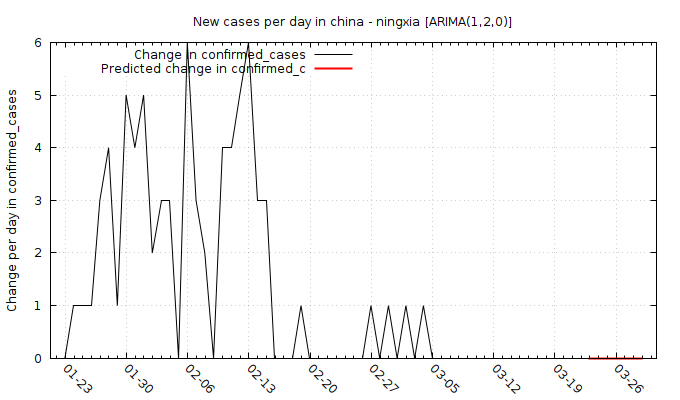 New cases per day in china - ningxia [ARIMA(1,2,0)]
Change in confirmed_cases
Predicted change in confirmed_c
Change per day in confirmed_cases
6
5
4
3
2
1
0
01-23 01-30 02-06 02-13 02-20 02-27 03-05 03-12 03-19 03-26